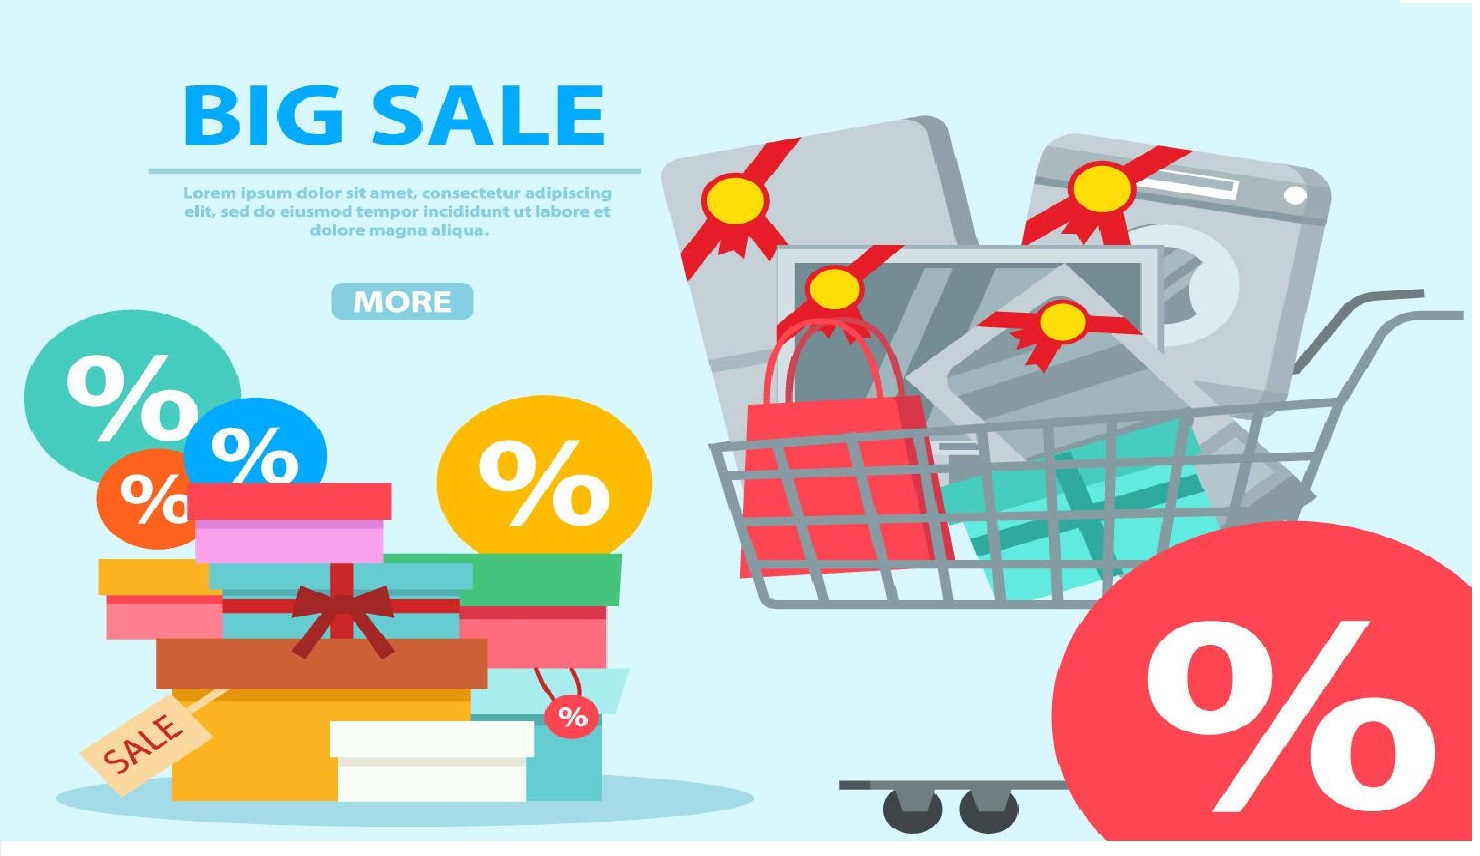 BIG SALE
Lorem ipsum dolor sit amet, consectetur adipiscing
elit, sed do eiusmod tempor incididunt ut labore et
dolore magna aliqua.
MORE
%
%
%
%
%
SALE
%